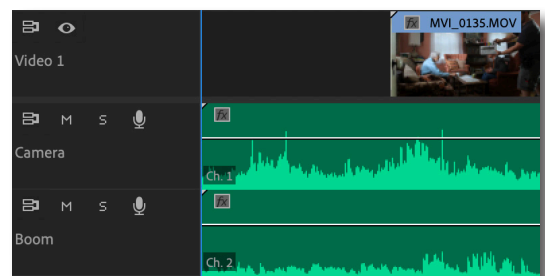 fx MVI_0135.MOV
Video 1
M S fx
Camera
Ch. 1
M S fx
Boom
Ch. 2